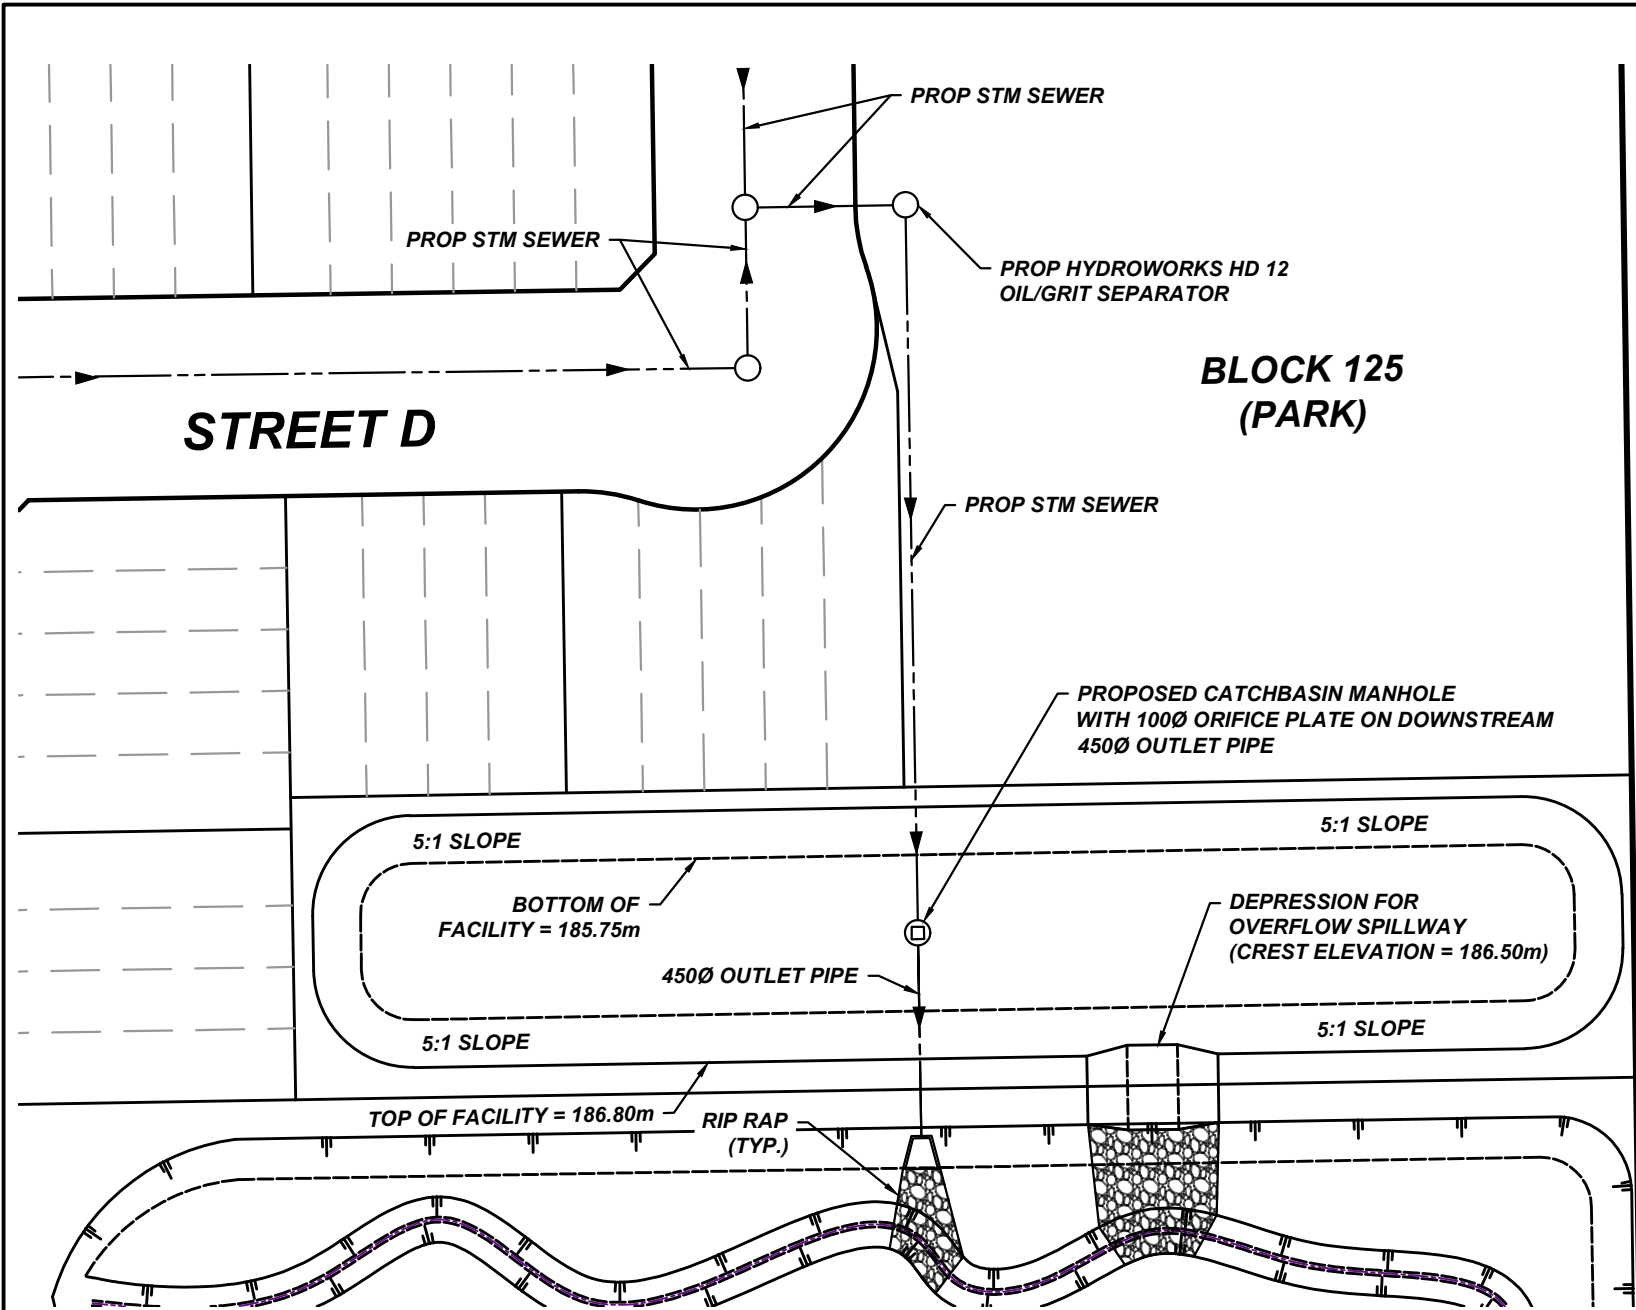 PROP STM SEWER
PROP STM SEWER
PROP HYDROWORKS HD 12
OIL/GRIT SEPARATOR
BLOCK 125
(PARK)
STREET D
PROP STM SEWER
PROPOSED CATCHBASIN MANHOLE
WITH 100Ø ORIFICE PLATE ON DOWNSTREAM
450Ø OUTLET PIPE
5:1 SLOPE
5:1 SLOPE
BOTTOM OF
FACILITY = 185.75m
DEPRESSION FOR
OVERFLOW SPILLWAY
(CREST ELEVATION = 186.50m)
450Ø OUTLET PIPE
5:1 SLOPE
5:1 SLOPE
TOP OF FACILITY = 186.80m
RIP RAP
(TYP.)